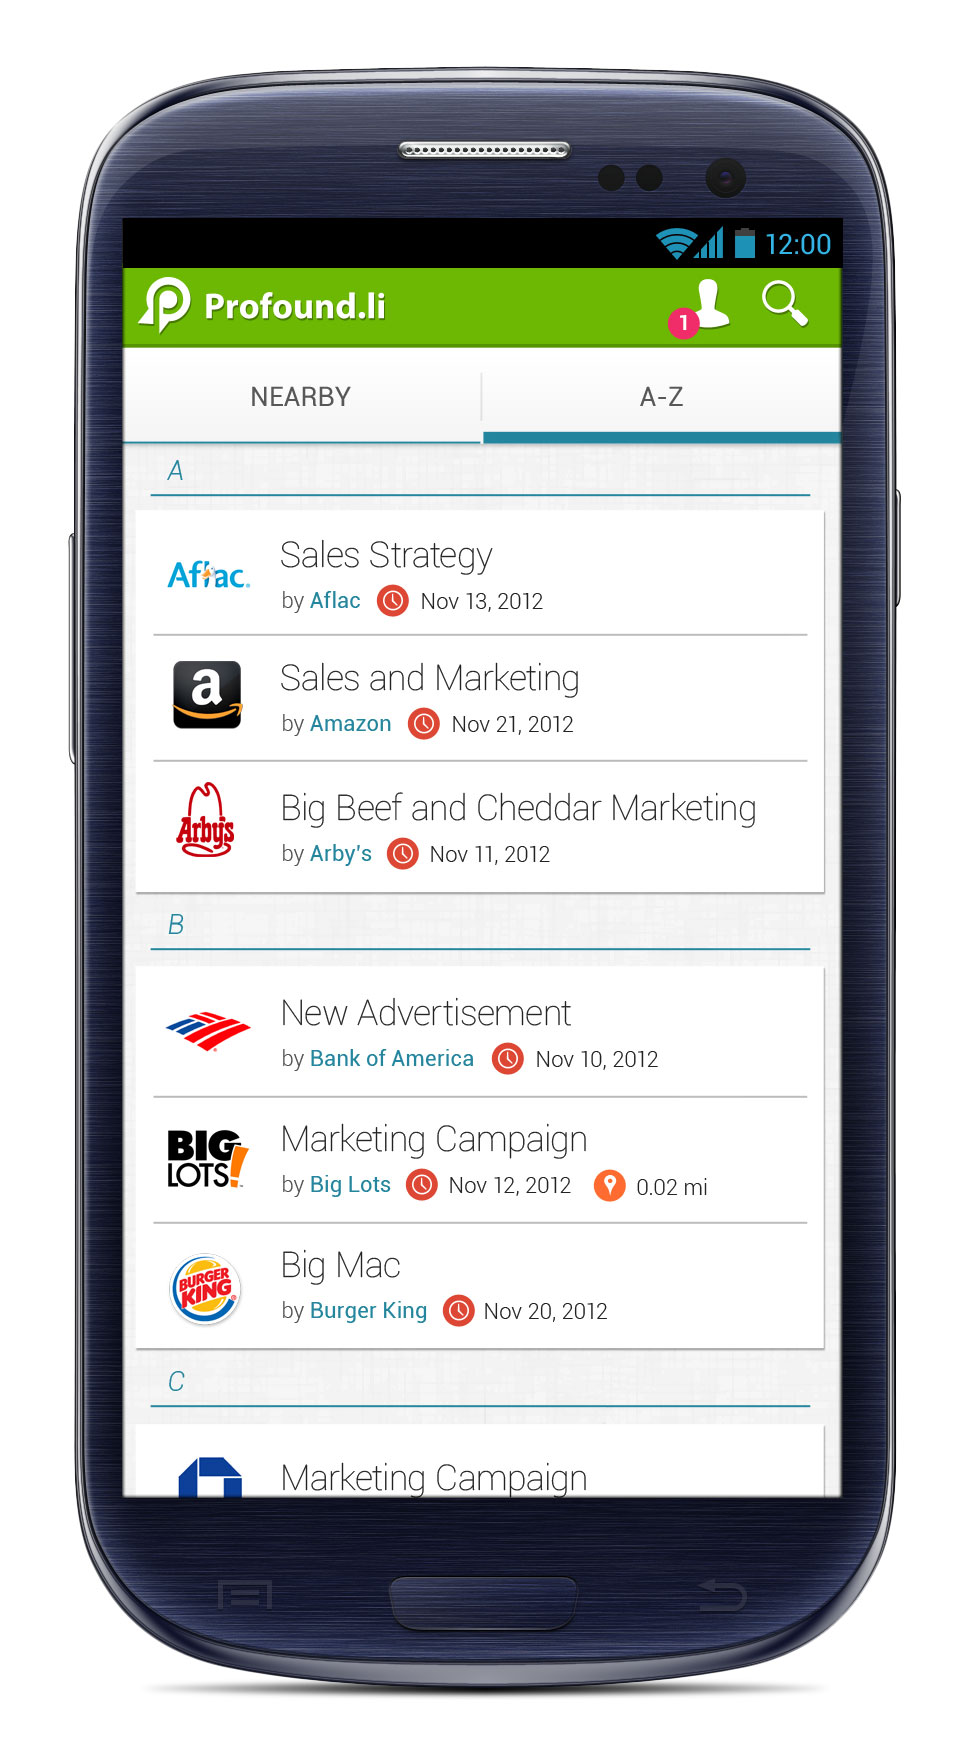 12:00
Profound.li
1
NEARBY
A-Z
A
Aflac
Sales Strategy
by Aflac Nov 13, 2012
a
Sales and Marketing
by Amazon Nov 21, 2012
Arby's
Big Beef and Cheddar Marketing
by Arby's Nov 11, 2012
B
New Advertisement
by Bank of America Nov 10, 2012
BIG
LOTS!
Marketing Campaign
by Big Lots Nov 12, 2012 0.02 mi
BURGER
KING
Big Mac
by Burger King Nov 20, 2012
C
Marketing Campaign